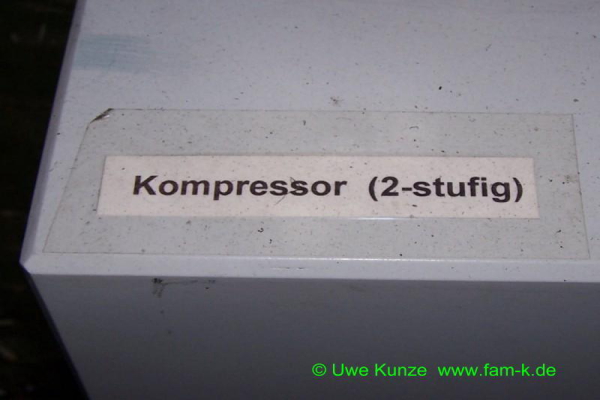 Kompressor (2-stufig)
© Uwe Kunze www.fam-k.de